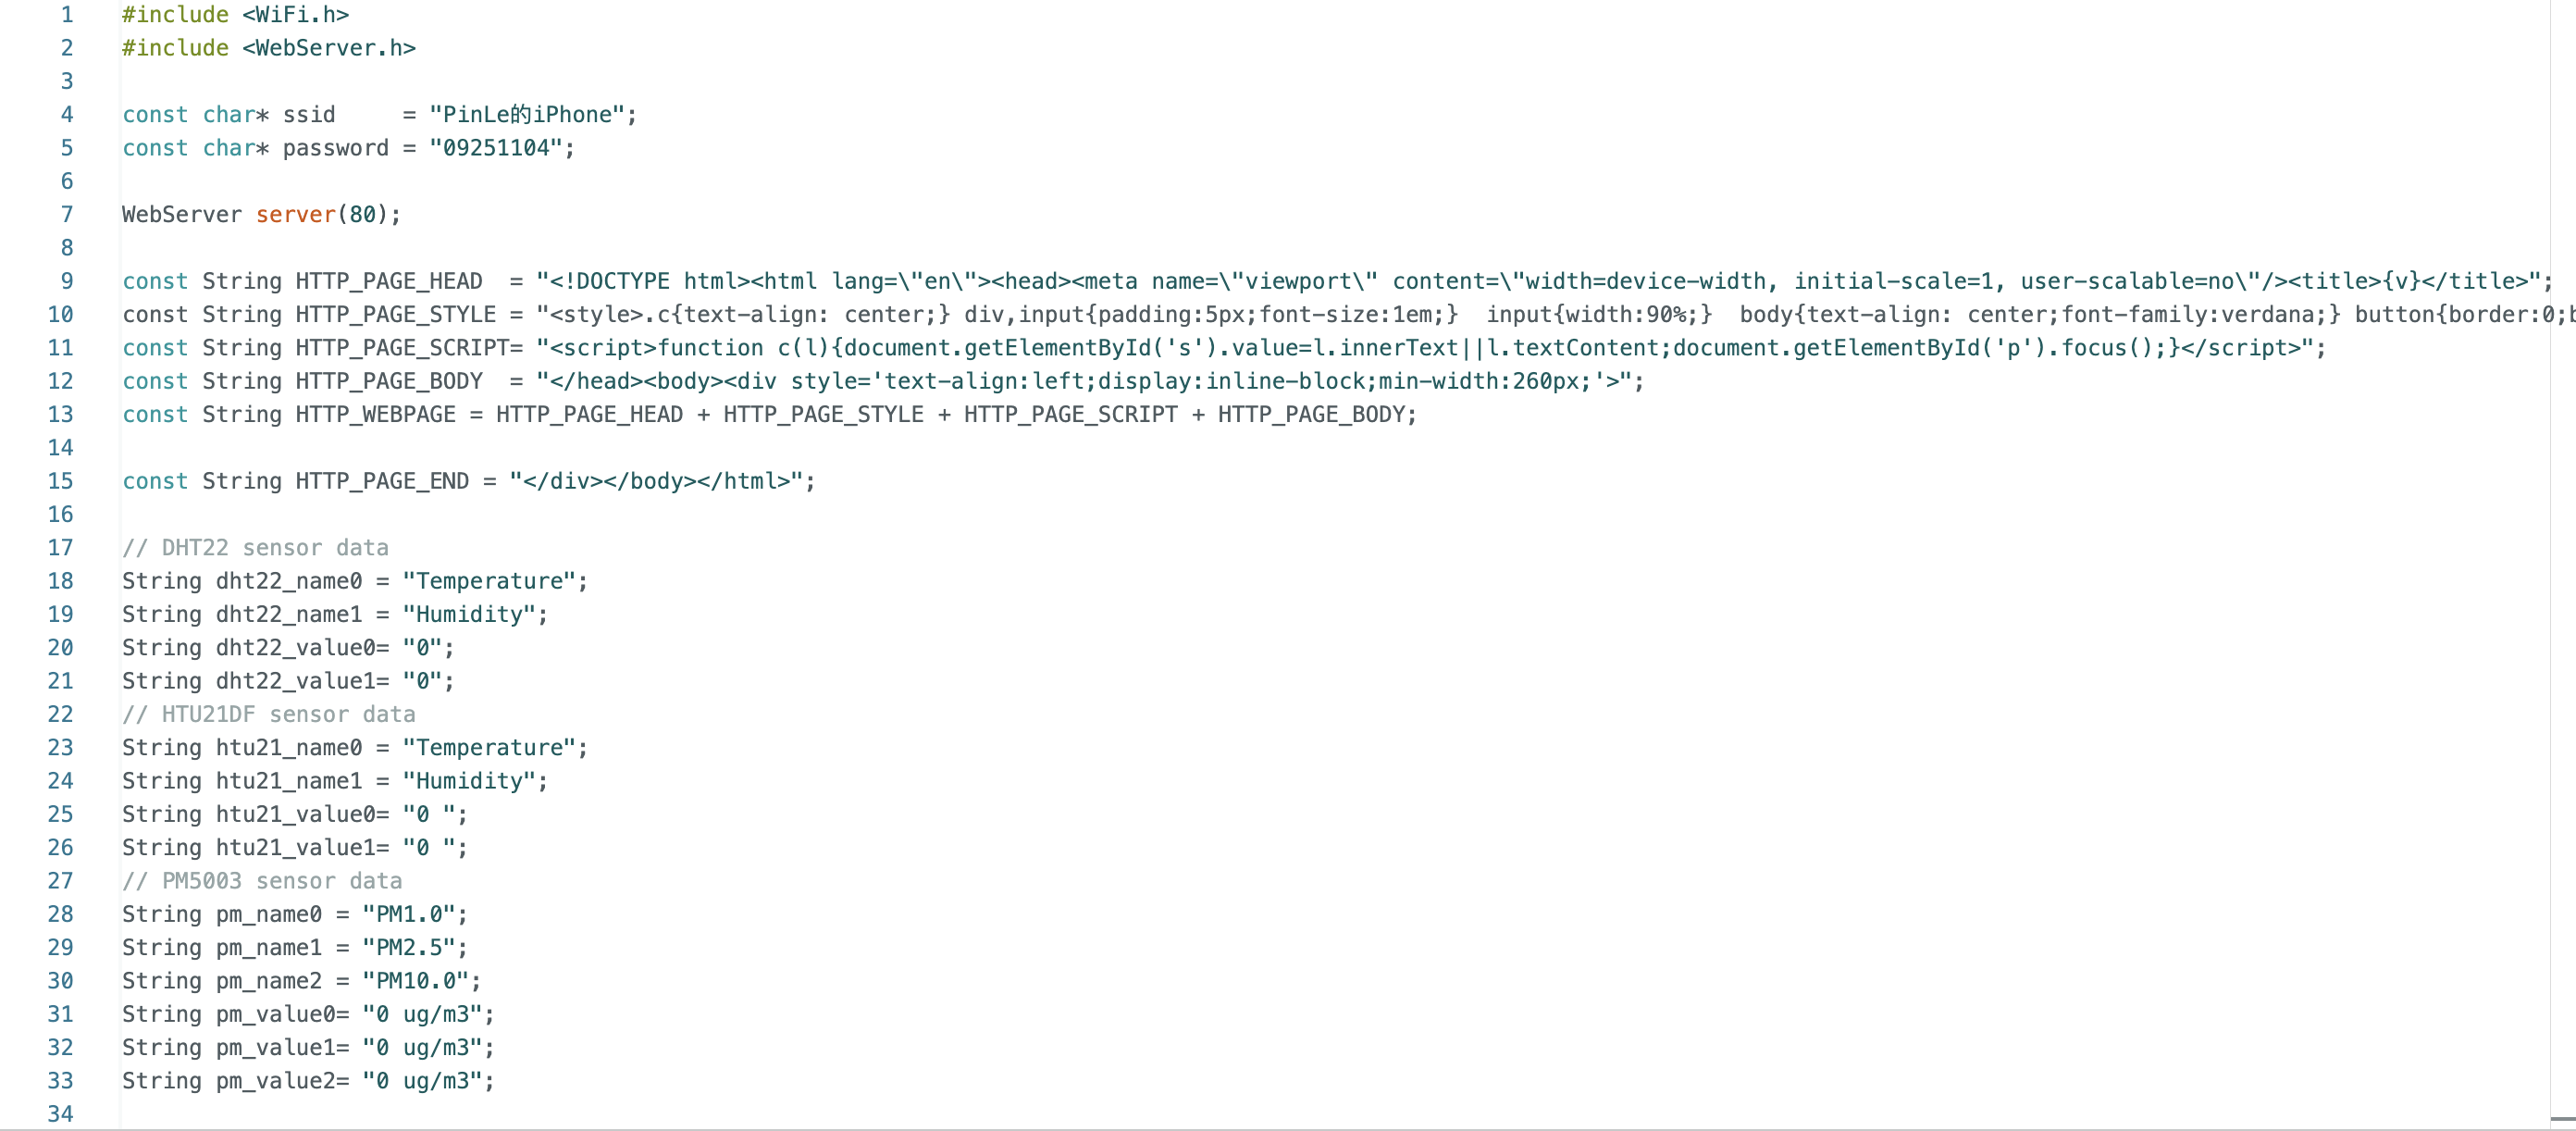 1 #include <WiFi.h>
2 #include <WebServer.h>
3
4 const char* ssid     = "PinLe的iPhone";
5 const char* password = "09251104";
6
7 WebServer server(80);
8
9 const String HTTP_PAGE_HEAD  = "<!DOCTYPE html><html lang=\"en\"><head><meta name=\"viewport\" content=\"width=device-width, initial-scale=1, user-scalable=no\"/><title>{v}</title>";
10 const String HTTP_PAGE_STYLE = "<style>.c{text-align: center;} div,input{padding:5px;font-size:1em;}  input{width:90%;}  body{text-align: center;font-family:verdana;} button{border:0;
11 const String HTTP_PAGE_SCRIPT= "<script>function c(l){document.getElementById('s').value=l.innerText||l.textContent;document.getElementById('p').focus();}</script>";
12 const String HTTP_PAGE_BODY  = "</head><body><div style='text-align:left;display:inline-block;min-width:260px;'>";
13 const String HTTP_WEBPAGE = HTTP_PAGE_HEAD + HTTP_PAGE_STYLE + HTTP_PAGE_SCRIPT + HTTP_PAGE_BODY;
14
15 const String HTTP_PAGE_END = "</div></body></html>";
16
17 // DHT22 sensor data
18 String dht22_name0 = "Temperature";
19 String dht22_name1 = "Humidity";
20 String dht22_value0= "0";
21 String dht22_value1= "0";
22 // HTU21DF sensor data
23 String htu21_name0 = "Temperature";
24 String htu21_name1 = "Humidity";
25 String htu21_value0= "0 ";
26 String htu21_value1= "0 ";
27 // PM5003 sensor data
28 String pm_name0 = "PM1.0";
29 String pm_name1 = "PM2.5";
30 String pm_name2 = "PM10.0";
31 String pm_value0= "0 ug/m3";
32 String pm_value1= "0 ug/m3";
33 String pm_value2= "0 ug/m3";
34